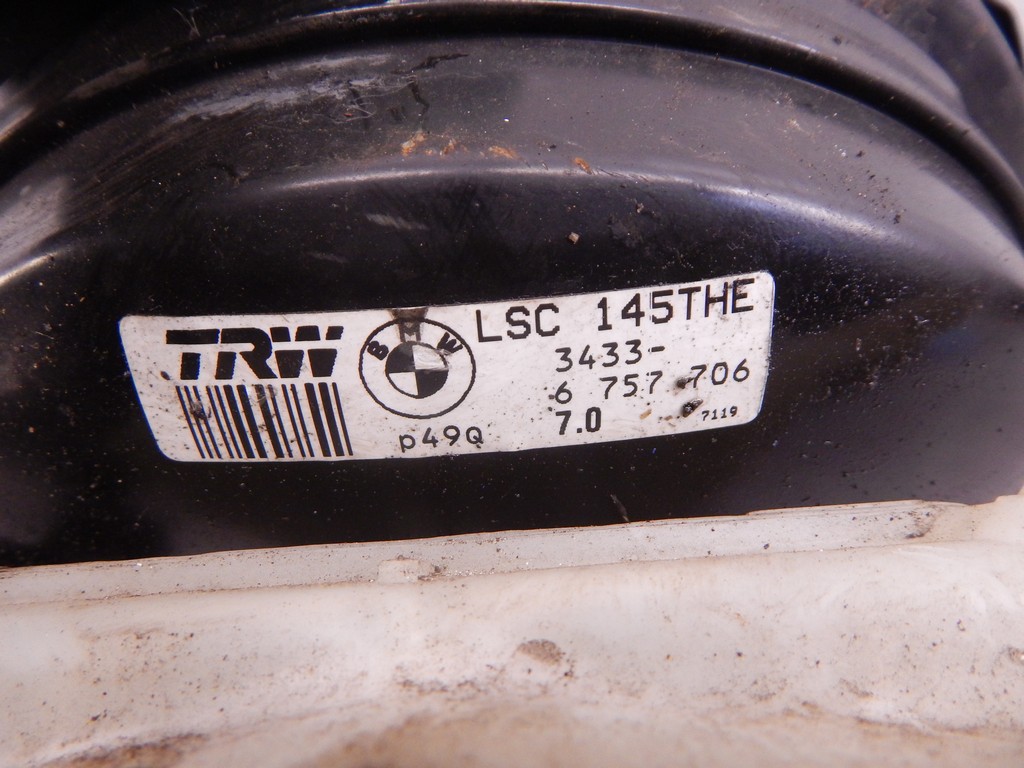 TRW
BMW
LSC 145THE
3433-
6 757 706
p49Q
7.0
7119